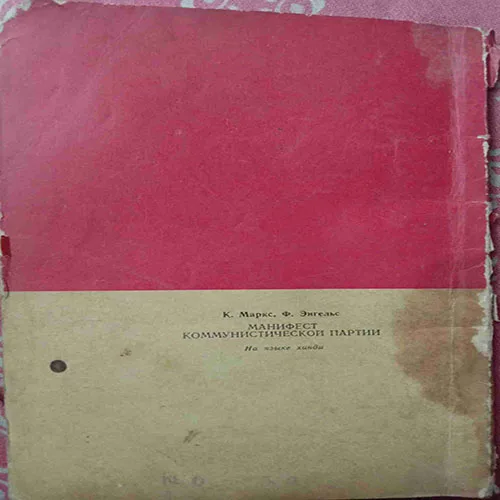 К. Маркс, Ф. Энгельс
МАНИФЕСТ
КОММУНИСТИЧЕСКОЙ ПАРТИИ
На языке хинди